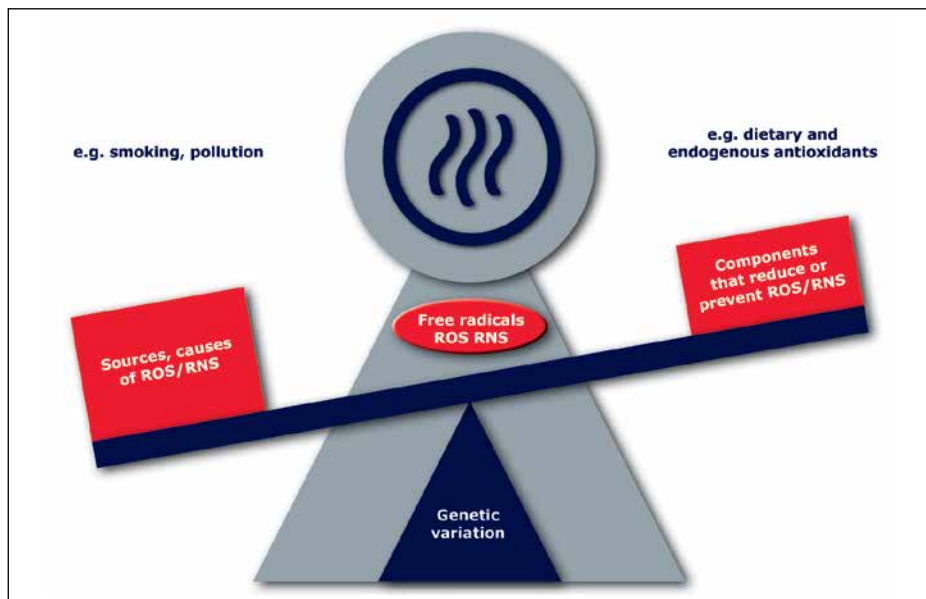 e.g. smoking, pollution
e.g. dietary and
endogenous antioxidants
Components
that reduce or
prevent ROS/RNS
Free radicals
ROS RNS
Sources, causes
of ROS/RNS
Genetic
variation